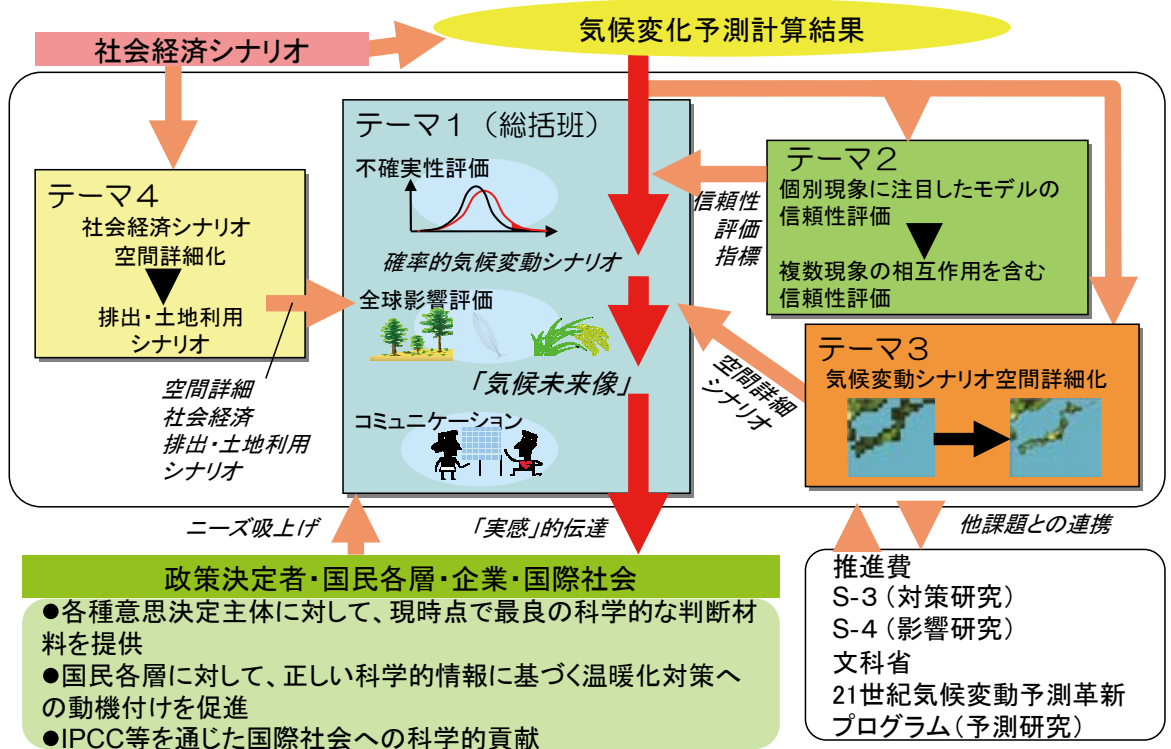 社会経済シナリオ
気候変化予測計算結果
テーマ1（総括班）
不確実性評価
確率的気候変動シナリオ
全球影響評価
「気候未来像」
コミュニケーション
テーマ2
個別現象に注目したモデルの
信頼性評価
複数現象の相互作用を含む
信頼性評価
信頼性
評価
指標
テーマ3
気候変動シナリオ空間詳細化
空間詳細
シナリオ
テーマ4
社会経済シナリオ
空間詳細化
排出・土地利用
シナリオ
空間詳細
社会経済
排出・土地利用
シナリオ
ニーズ吸上げ
「実感」的伝達
他課題との連携
政策決定者・国民各層・企業・国際社会
●各種意思決定主体に対して、現時点で最良の科学的な判断材
料を提供
●国民各層に対して、正しい科学的情報に基づく温暖化対策へ
の動機付けを促進
●IPCC等を通じた国際社会への科学的貢献
推進費
S-3（対策研究）
S-4（影響研究）
文科省
21世紀気候変動予測革新
プログラム（予測研究）